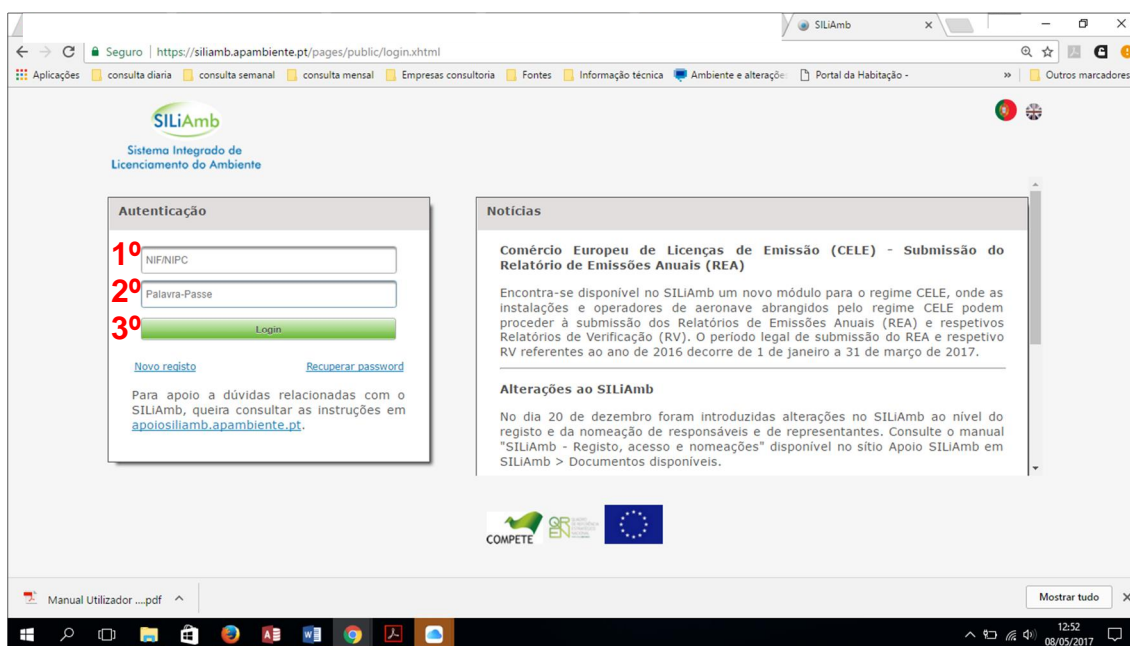 SILiAmb
Seguro | https://siliamb.apambiente.pt/pages/public/login.xhtml
Aplicações consulta diaria consulta semanal consulta mensal Empresas consultoria Fontes Informação técnica Ambiente e alteraçõe Portal da Habitação - » Outros marcadores
SILiAmb
Sistema Integrado de
Licenciamento do Ambiente
Autenticação
1º NIF/NIPC
2º Palavra-Passe
3º Login
Novo registo Recuperar password
Para apoio a dúvidas relacionadas com o
SILiAmb, queira consultar as instruções em
apoiosiliamb.apambiente.pt.
Notícias
Comércio Europeu de Licenças de Emissão (CELE) - Submissão do
Relatório de Emissões Anuais (REA)
Encontra-se disponível no SILiAmb um novo módulo para o regime CELE, onde as
instalações e operadores de aeronave abrangidos pelo regime CELE podem
proceder à submissão dos Relatórios de Emissões Anuais (REA) e respetivos
Relatórios de Verificação (RV). O período legal de submissão do REA e respetivo
RV referentes ao ano de 2016 decorre de 1 de janeiro a 31 de março de 2017.
Alterações ao SILiAmb
No dia 20 de dezembro foram introduzidas alterações no SILiAmb ao nível do
registo e da nomeação de responsáveis e de representantes. Consulte o manual
"SILiAmb - Registo, acesso e nomeações" disponível no sítio Apoio SILiAmb em
SILiAmb > Documentos disponíveis.
COMPETE
QREN
Manual Utilizador ....pdf
Mostrar tudo
12:52
08/05/2017